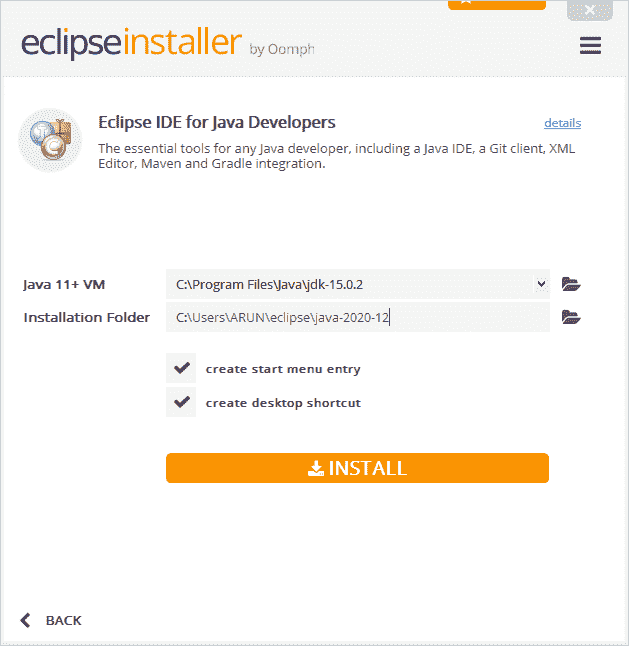 eclipseinstaller by Oomph
Eclipse IDE for Java Developers
details
The essential tools for any Java developer, including a Java IDE, a Git client, XML
Editor, Maven and Gradle integration.
Java 11+ VM
C:\Program Files\Java\jdk-15.0.2
Installation Folder
C:\Users\ARUN\eclipse\java-2020-12
create start menu entry
create desktop shortcut
INSTALL
BACK